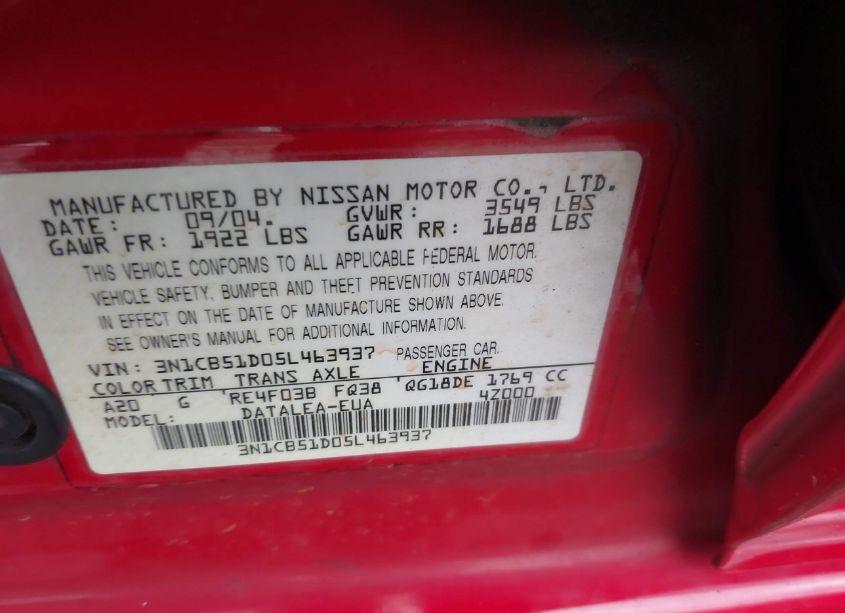 MANUFACTURED BY NISSAN MOTOR CO., LTD.
DATE: 09/04. GVWR: 3549 LBS
GAWR FR: 1922 LBS GAWR RR: 1688 LBS
THIS VEHICLE CONFORMS TO ALL APPLICABLE FEDERAL MOTOR.
VEHICLE SAFETY, BUMPER AND THEFT PREVENTION STANDARDS
IN EFFECT ON THE DATE OF MANUFACTURE SHOWN ABOVE.
SEE OWNER'S MANUAL FOR ADDITIONAL INFORMATION.
VIN: 3N1CB51D05L463937 PASSENGER CAR.
COLOR TRIM TRANS AXLE ENGINE
A20 G RE4F03B FQ38 QG18DE 1769 CC
MODEL: DATALEA-EUA 4Z000
3N1CB51D05L463937